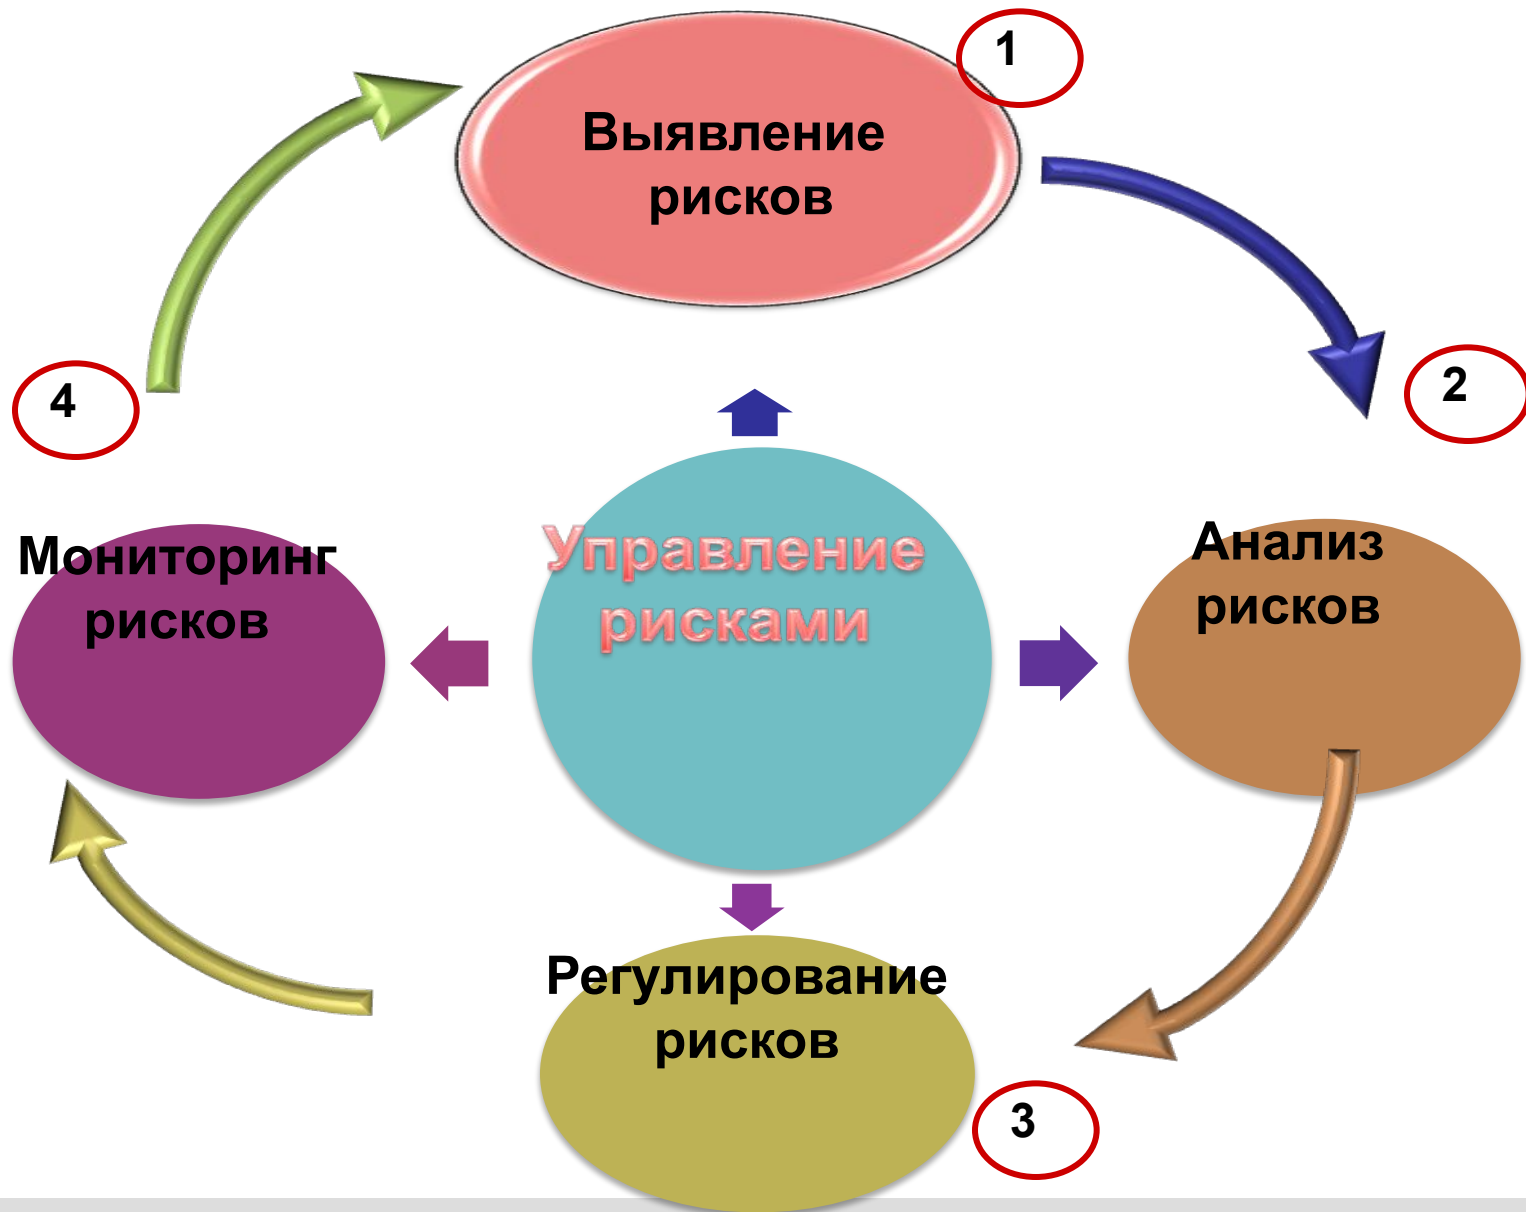 1
Выявление
рисков
2
Анализ
рисков
3
Регулирование
рисков
4
Мониторинг
рисков
Управление
рисками